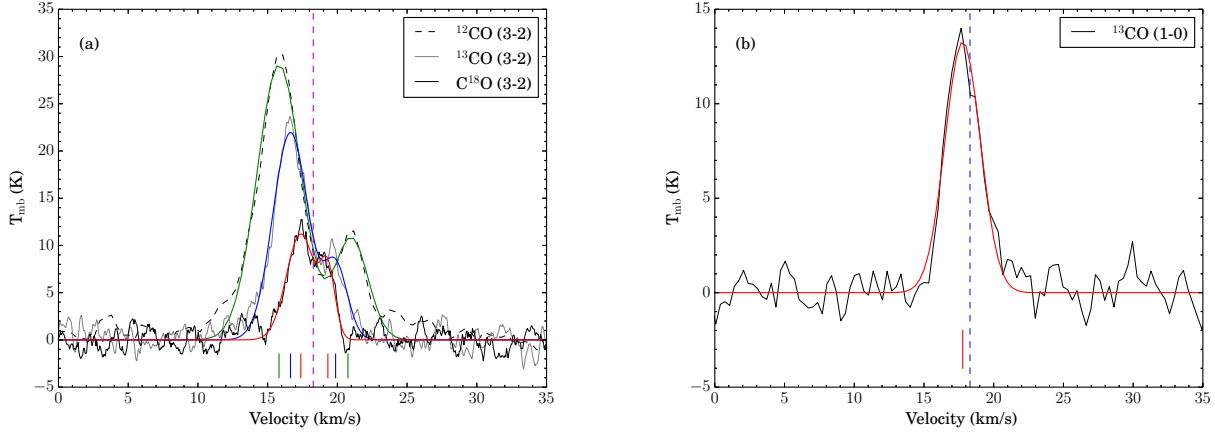 (a)
¹²CO (3-2)
¹³CO (3-2)
C¹⁸O (3-2)
35
30
25
20
15
10
5
0
−5
T_mb (K)
0 5 10 15 20 25 30 35
Velocity (km/s)
(b)
¹³CO (1-0)
15
10
5
0
−5
T_mb (K)
0 5 10 15 20 25 30 35
Velocity (km/s)